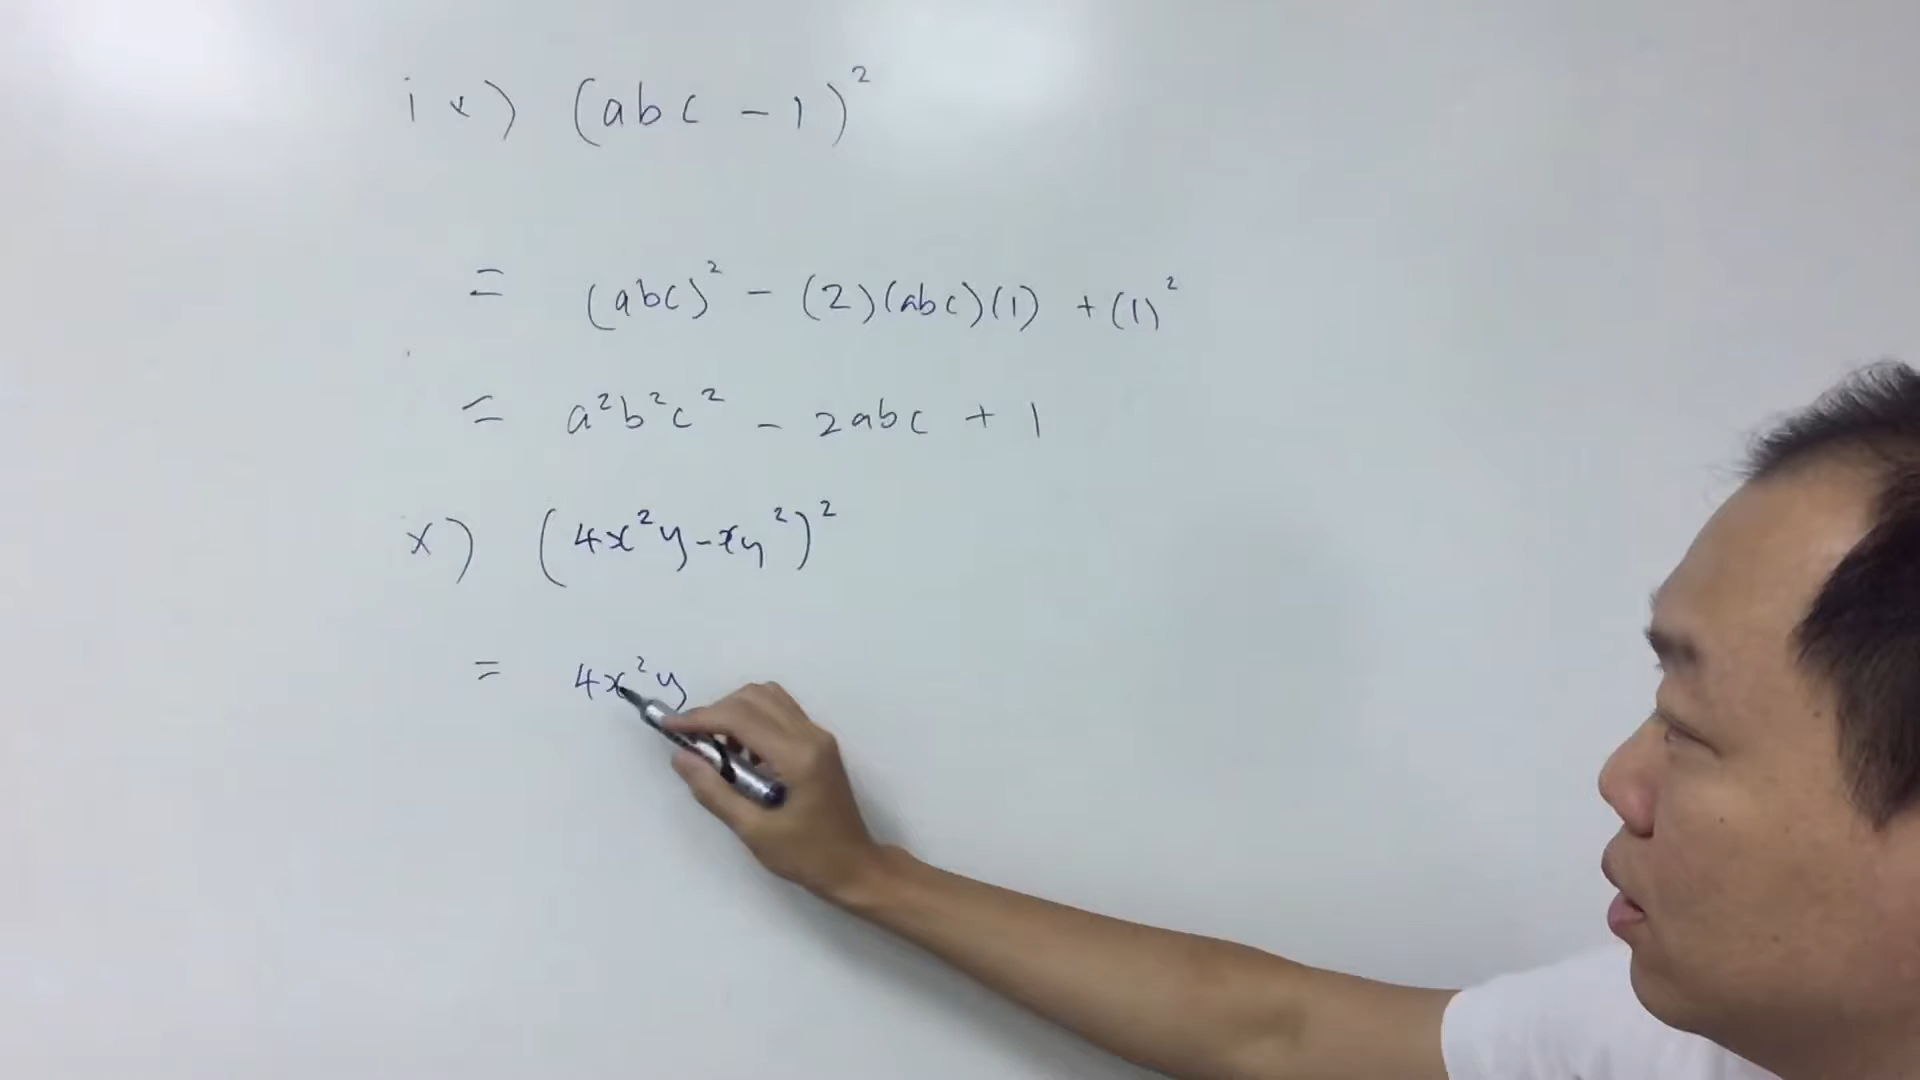 ix) (abc - 1)²
= (abc)² - (2)(abc)(1) + (1)²
= a²b²c² - 2abc + 1
x) (4x²y - xy²)²
= 4x²y